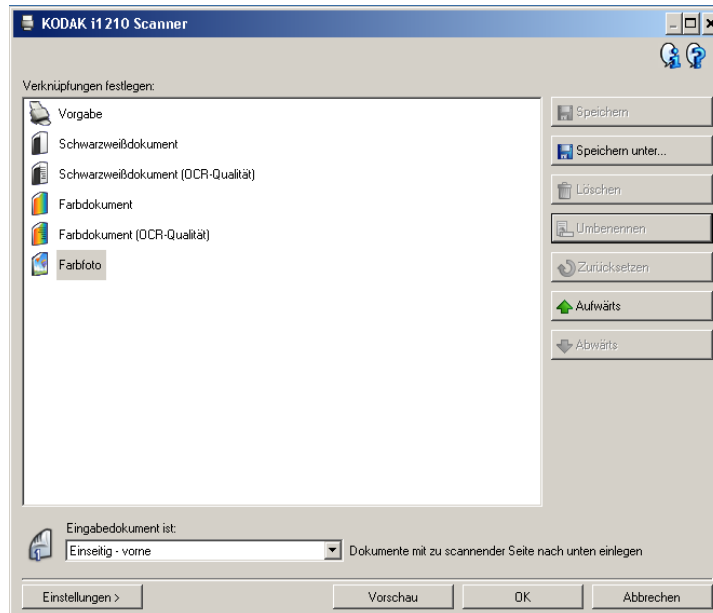 KODAK i1210 Scanner
Verknüpfungen festlegen:
Vorgabe
Schwarzweißdokument
Schwarzweißdokument (OCR-Qualität)
Farbdokument
Farbdokument (OCR-Qualität)
Farbfoto
Speichern
Speichern unter...
Löschen
Umbenennen
Zurücksetzen
Aufwärts
Abwärts
Eingabedokument ist:
Einseitig - vorne
Dokumente mit zu scannender Seite nach unten einlegen
Einstellungen >
Vorschau
OK
Abbrechen